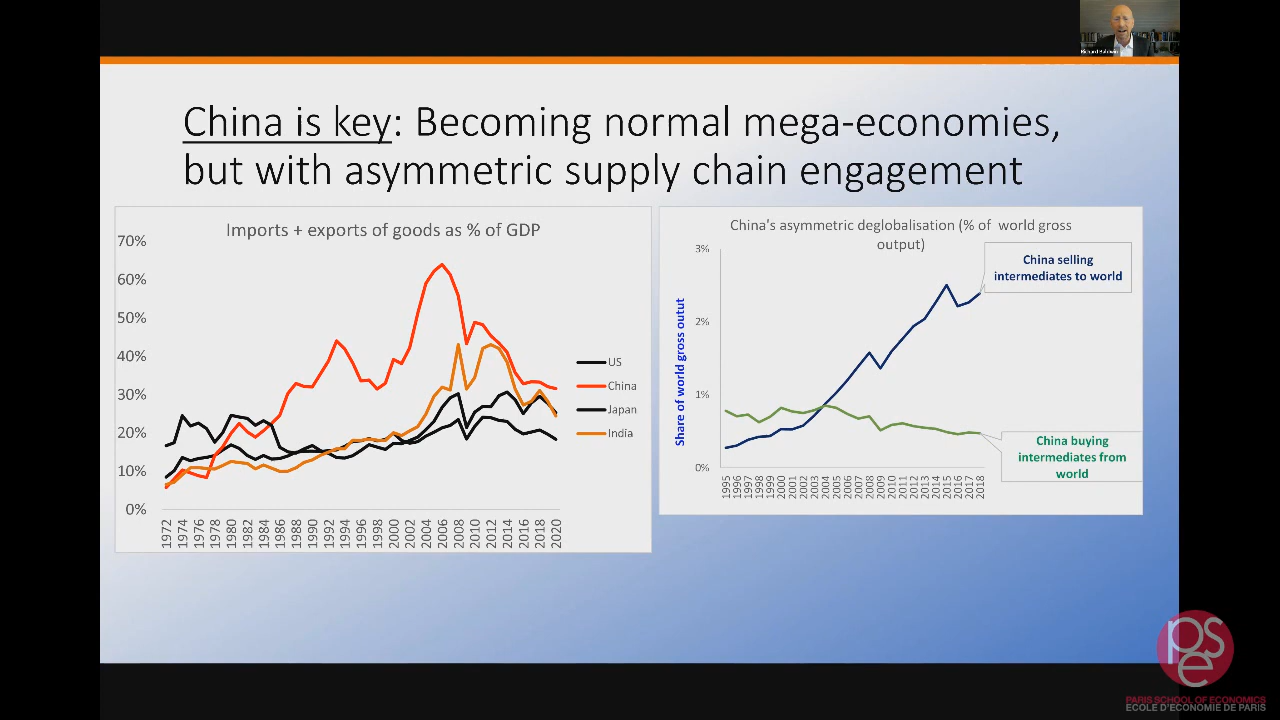 Richard Baldwin
China is key: Becoming normal mega-economies,
but with asymmetric supply chain engagement
Imports + exports of goods as % of GDP
70%
60%
50%
40%
30%
20%
10%
0%
1972 1974 1976 1978 1980 1982 1984 1986 1988 1990 1992 1994 1996 1998 2000 2002 2004 2006 2008 2010 2012 2014 2016 2018 2020
US
China
Japan
India
China's asymmetric deglobalisation (% of world gross
output)
Share of world gross outut
3%
2%
1%
0%
1995 1996 1997 1998 1999 2000 2001 2002 2003 2004 2005 2006 2007 2008 2009 2010 2011 2012 2013 2014 2015 2016 2017 2018
China selling
intermediates to world
China buying
intermediates from
world
pse
PARIS SCHOOL OF ECONOMICS
ECOLE D'ECONOMIE DE PARIS